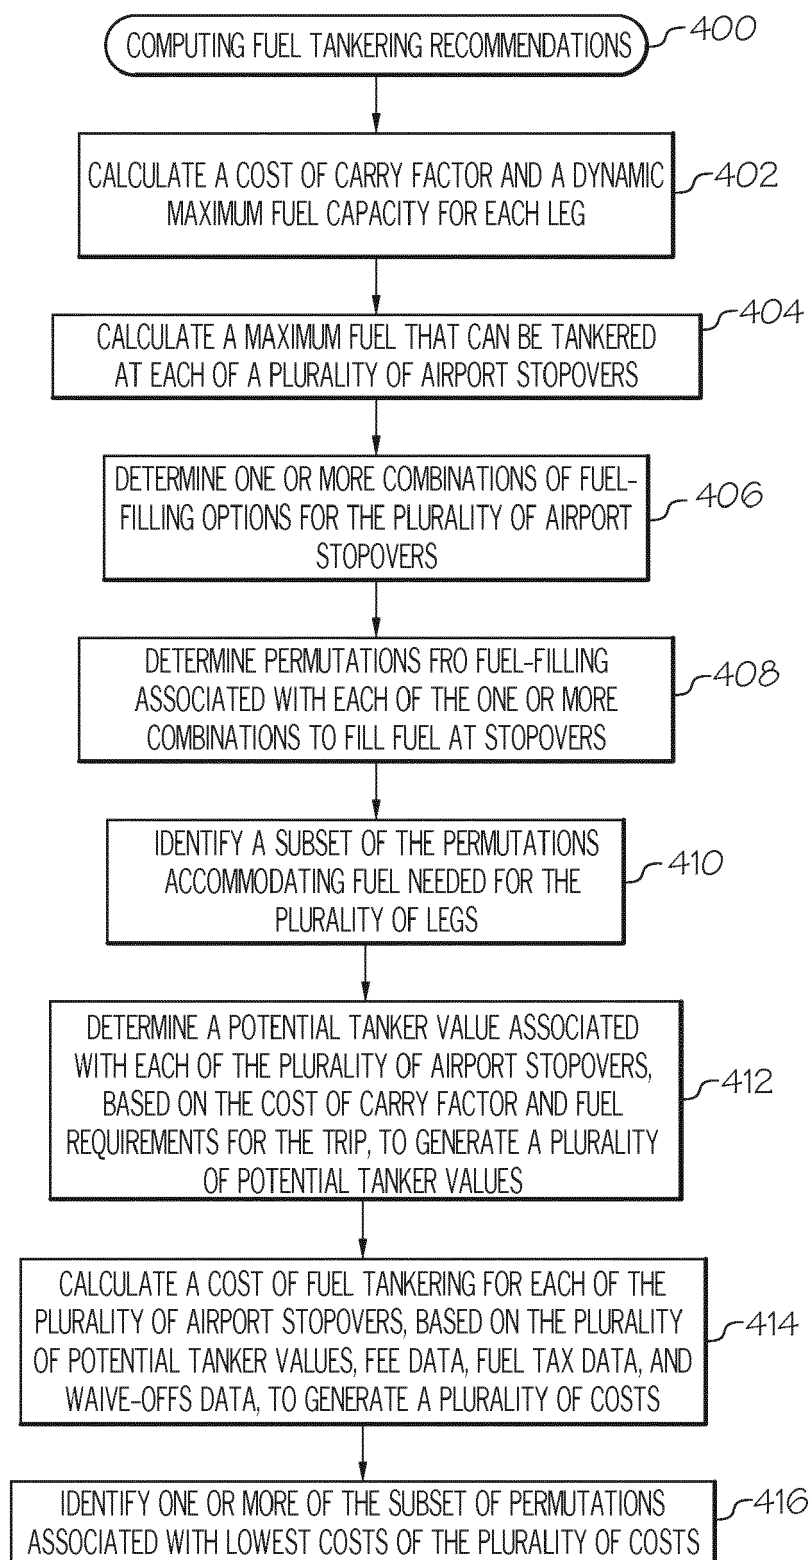 COMPUTING FUEL TANKERING RECOMMENDATIONS
400
CALCULATE A COST OF CARRY FACTOR AND A DYNAMIC
MAXIMUM FUEL CAPACITY FOR EACH LEG
402
CALCULATE A MAXIMUM FUEL THAT CAN BE TANKERED
AT EACH OF A PLURALITY OF AIRPORT STOPOVERS
404
DETERMINE ONE OR MORE COMBINATIONS OF FUEL-
FILLING OPTIONS FOR THE PLURALITY OF AIRPORT
STOPOVERS
406
DETERMINE PERMUTATIONS FRO FUEL-FILLING
ASSOCIATED WITH EACH OF THE ONE OR MORE
COMBINATIONS TO FILL FUEL AT STOPOVERS
408
IDENTIFY A SUBSET OF THE PERMUTATIONS
ACCOMMODATING FUEL NEEDED FOR THE
PLURALITY OF LEGS
410
DETERMINE A POTENTIAL TANKER VALUE ASSOCIATED
WITH EACH OF THE PLURALITY OF AIRPORT STOPOVERS,
BASED ON THE COST OF CARRY FACTOR AND FUEL
REQUIREMENTS FOR THE TRIP, TO GENERATE A PLURALITY
OF POTENTIAL TANKER VALUES
412
CALCULATE A COST OF FUEL TANKERING FOR EACH OF THE
PLURALITY OF AIRPORT STOPOVERS, BASED ON THE PLURALITY
OF POTENTIAL TANKER VALUES, FEE DATA, FUEL TAX DATA, AND
WAIVE-OFFS DATA, TO GENERATE A PLURALITY OF COSTS
414
IDENTIFY ONE OR MORE OF THE SUBSET OF PERMUTATIONS
ASSOCIATED WITH LOWEST COSTS OF THE PLURALITY OF COSTS
416